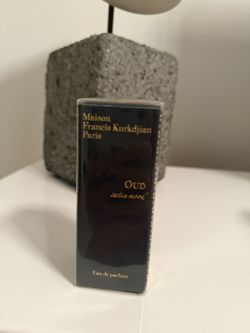 Maison
Francis Kurkdjian
Paris
OUD
satin mood
Eau de parfum